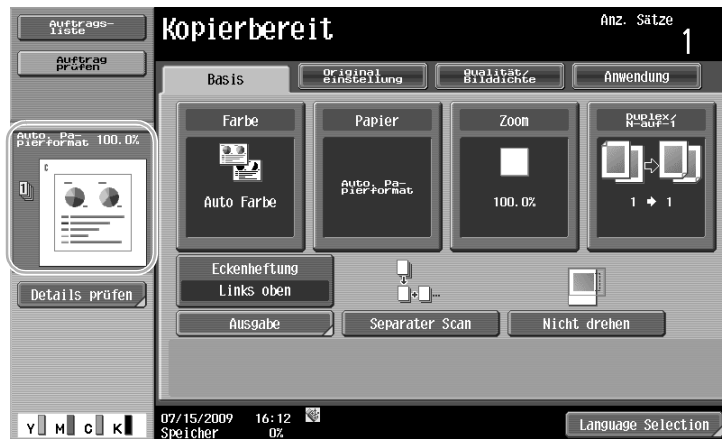 Auftrags-
liste
Auftrag
prüfen
Kopierbereit
Anz. Sätze
1
Basis
Original
einstellung
Qualität/
Bilddichte
Anwendung
Auto. Pa-
pierformat 100.0%
C
1
Details prüfen
Farbe
Auto Farbe
Papier
Auto. Pa-
pierformat
Zoom
100.0%
Duplex/
N-auf-1
1 → 1
Eckenheftung
Links oben
Ausgabe
Separater Scan
Nicht drehen
Y M C K
07/15/2009 16:12
Speicher 0%
Language Selection